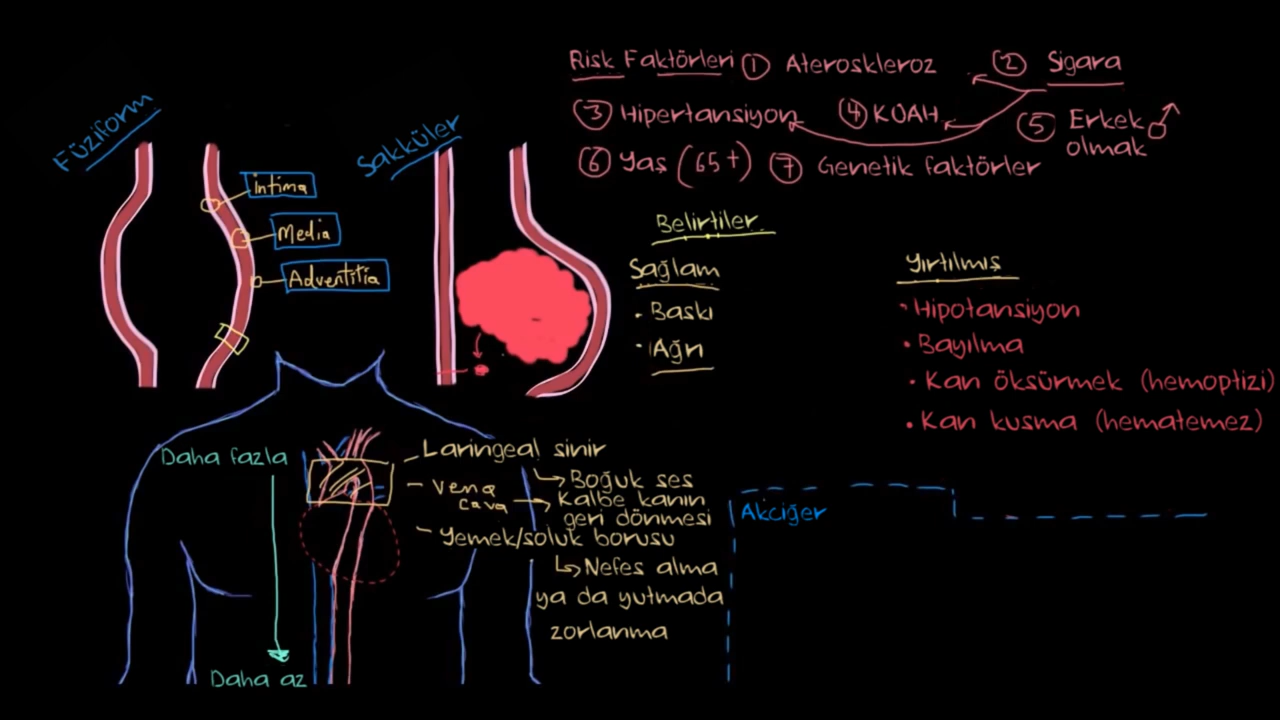 Risk Faktörleri ① Ateroskleroz ② Sigara
③ Hipertansiyon ④ KOAH ⑤ Erkek olmak ♂
⑥ Yaş (65+) ⑦ Genetik faktörler
Füziform
İntima
Media
Adventitia
Sakküler
Belirtiler
Sağlam
• Baskı
• Ağrı
Yırtılmış
• Hipotansiyon
• Bayılma
• Kan öksürmek (hemoptizi)
• Kan kusma (hematemez)
Daha fazla
Daha az
- Laringeal sinir
↳ Boğuk ses
- Vena
cava → Kalbe kanın
geri dönmesi
- Yemek/soluk borusu
↳ Nefes alma
ya da yutmada
zorlanma
Akciğer